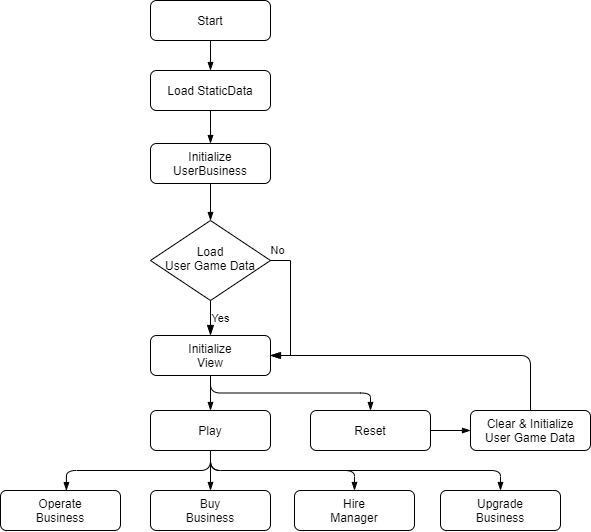 Start
Load StaticData
Initialize
UserBusiness
Load
User Game Data
No
Yes
Initialize
View
Play
Reset
Clear & Initialize
User Game Data
Operate
Business
Buy
Business
Hire
Manager
Upgrade
Business